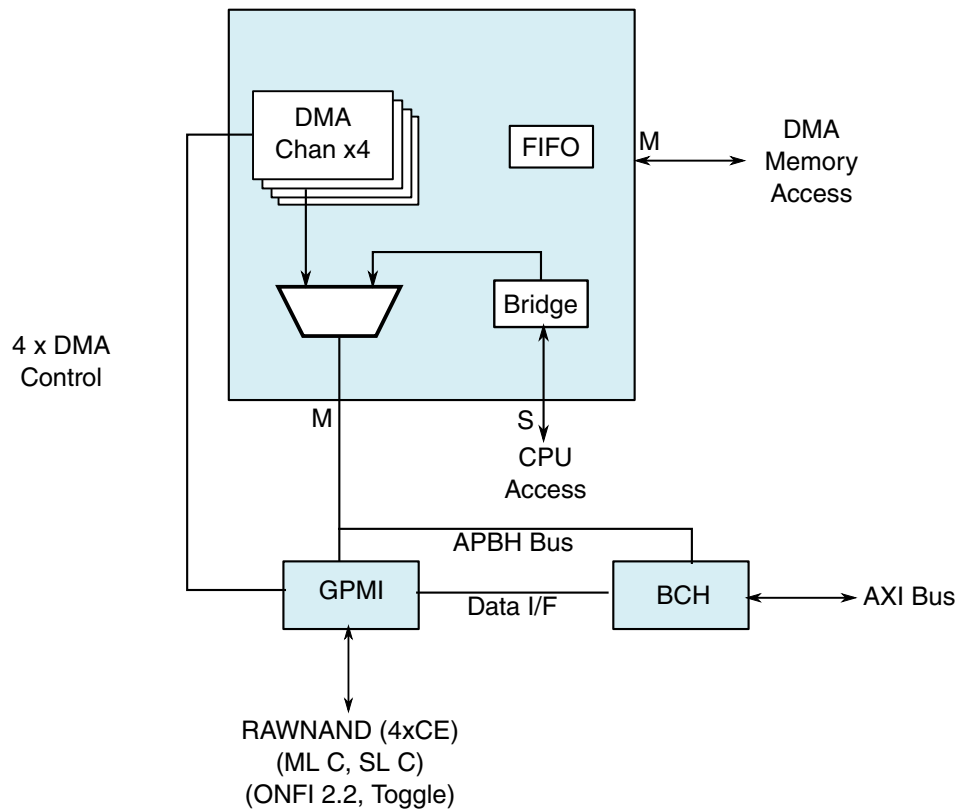 DMA
Chan x4
FIFO
M
DMA
Memory
Access
Bridge
4 x DMA
Control
M
S
CPU
Access
APBH Bus
GPMI
Data I/F
BCH
AXI Bus
RAWNAND (4xCE)
(ML C, SL C)
(ONFI 2.2, Toggle)